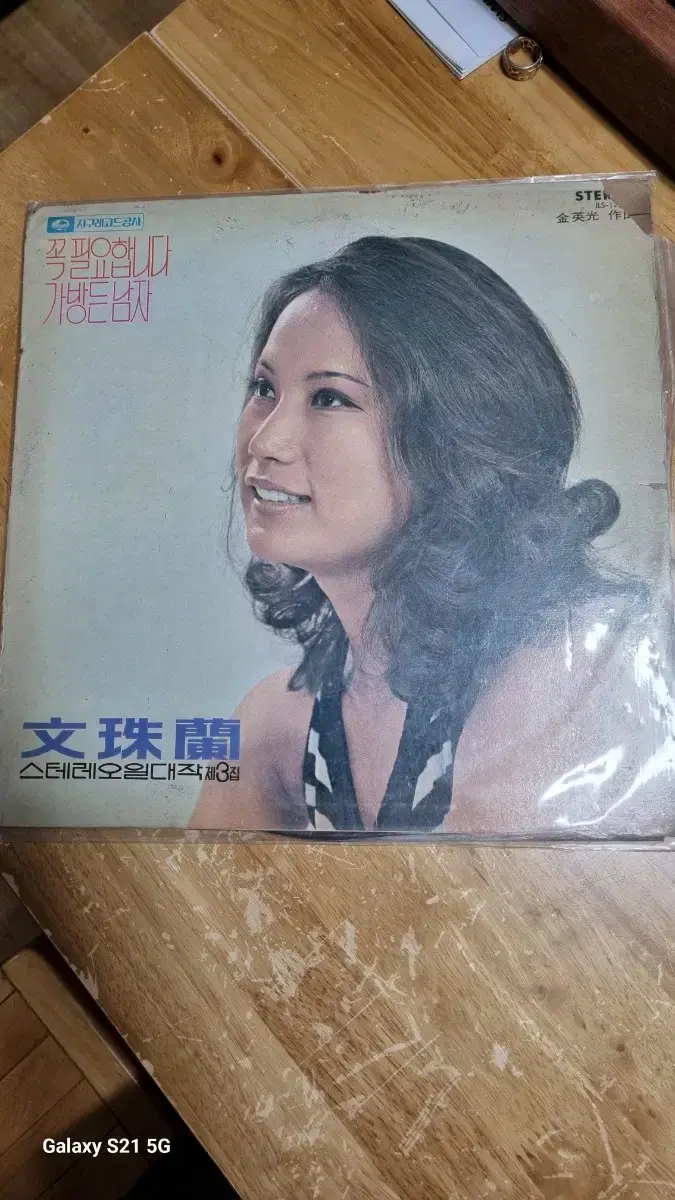 지구레코드공사
꼭 필요합니다
가방든 남자
STER
金英光 作
文珠蘭
스테레오일대작 제3집
Galaxy S21 5G